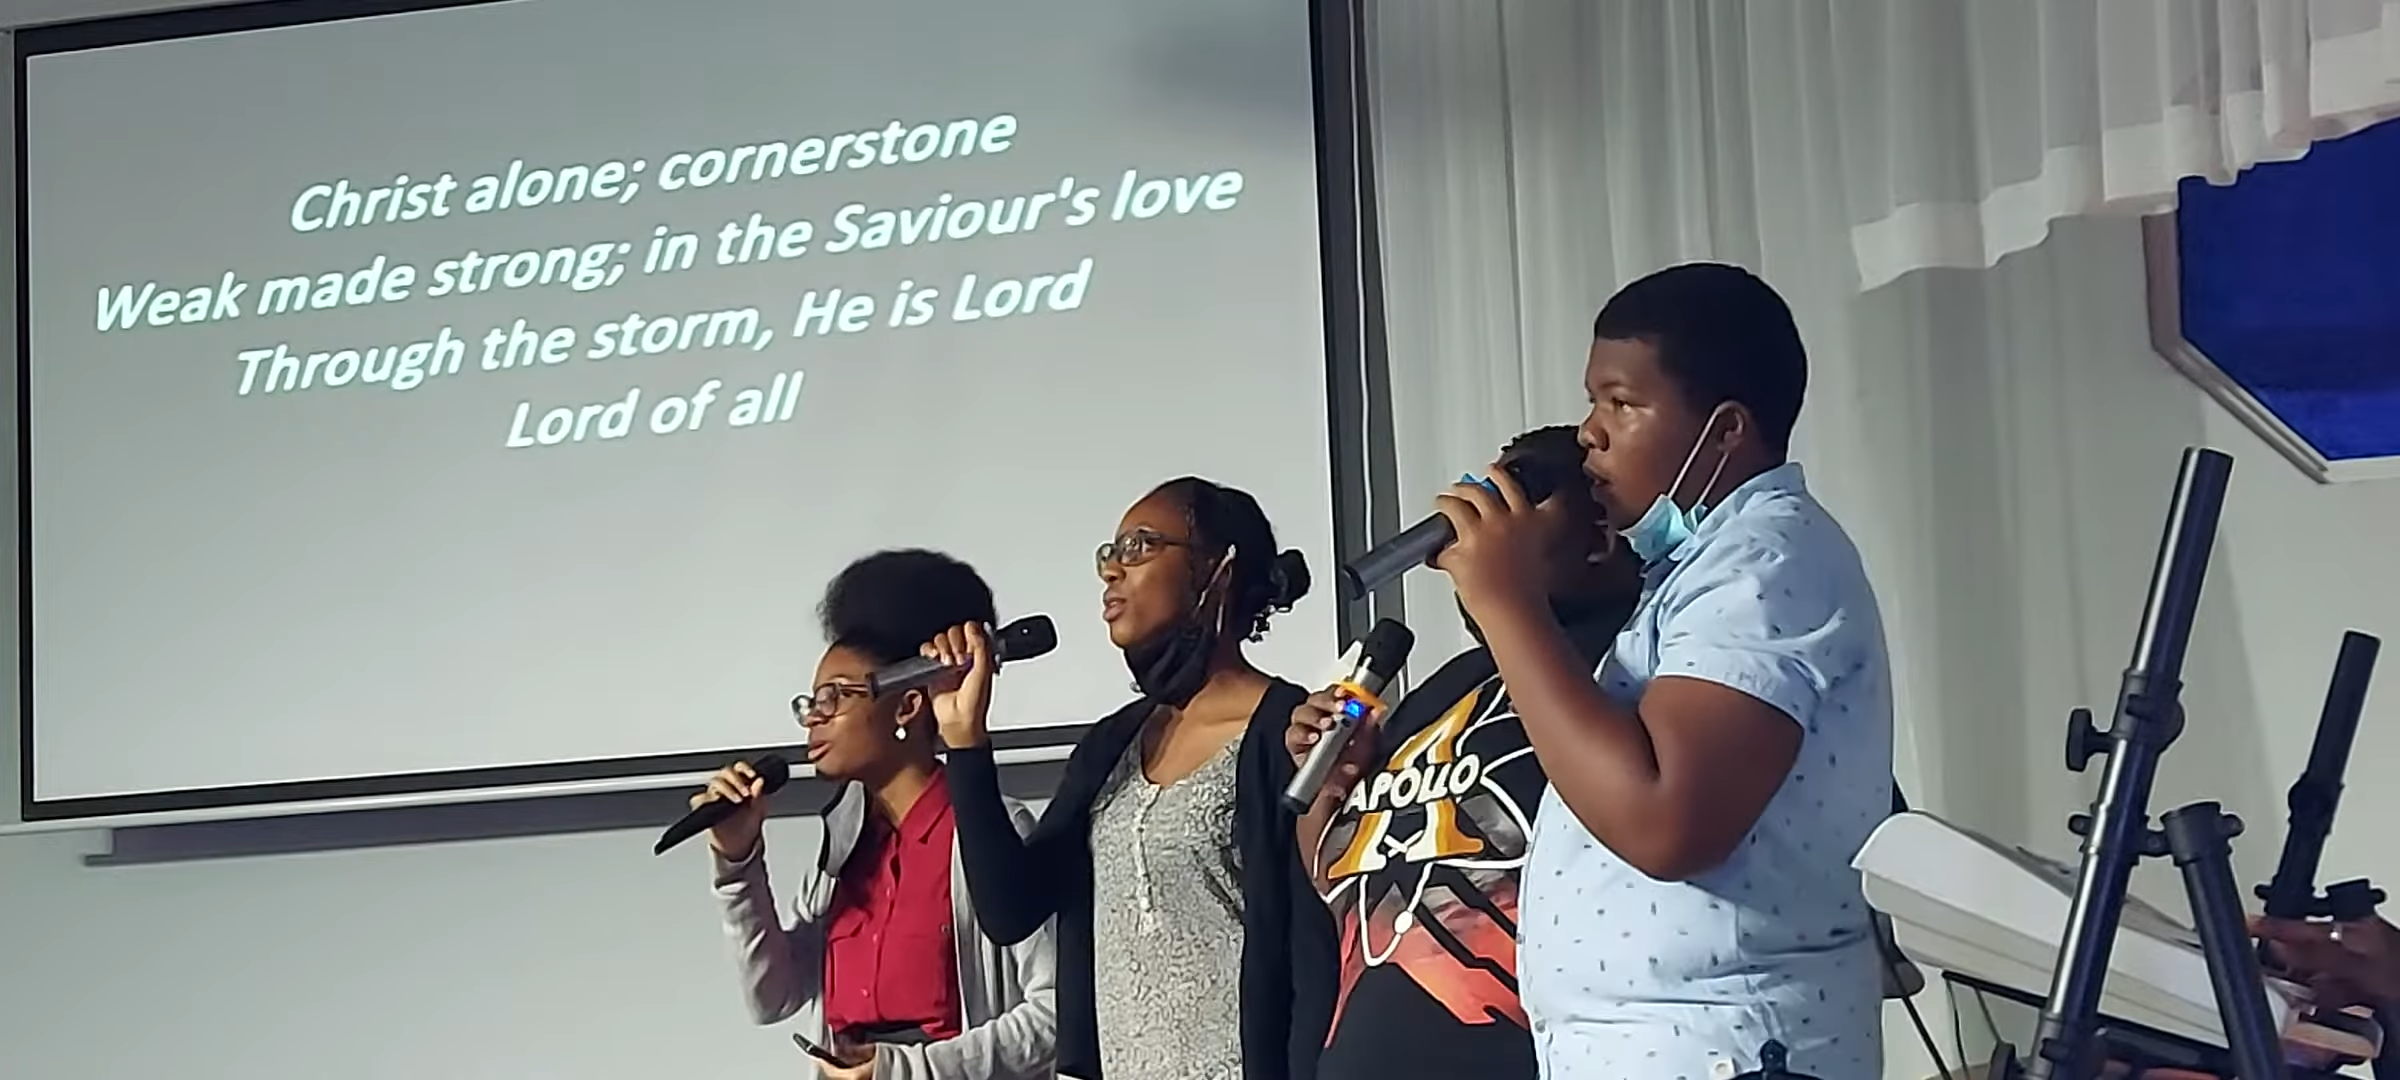 Christ alone; cornerstone
Weak made strong; in the Saviour's love
Through the storm, He is Lord
Lord of all
A
APOLLO